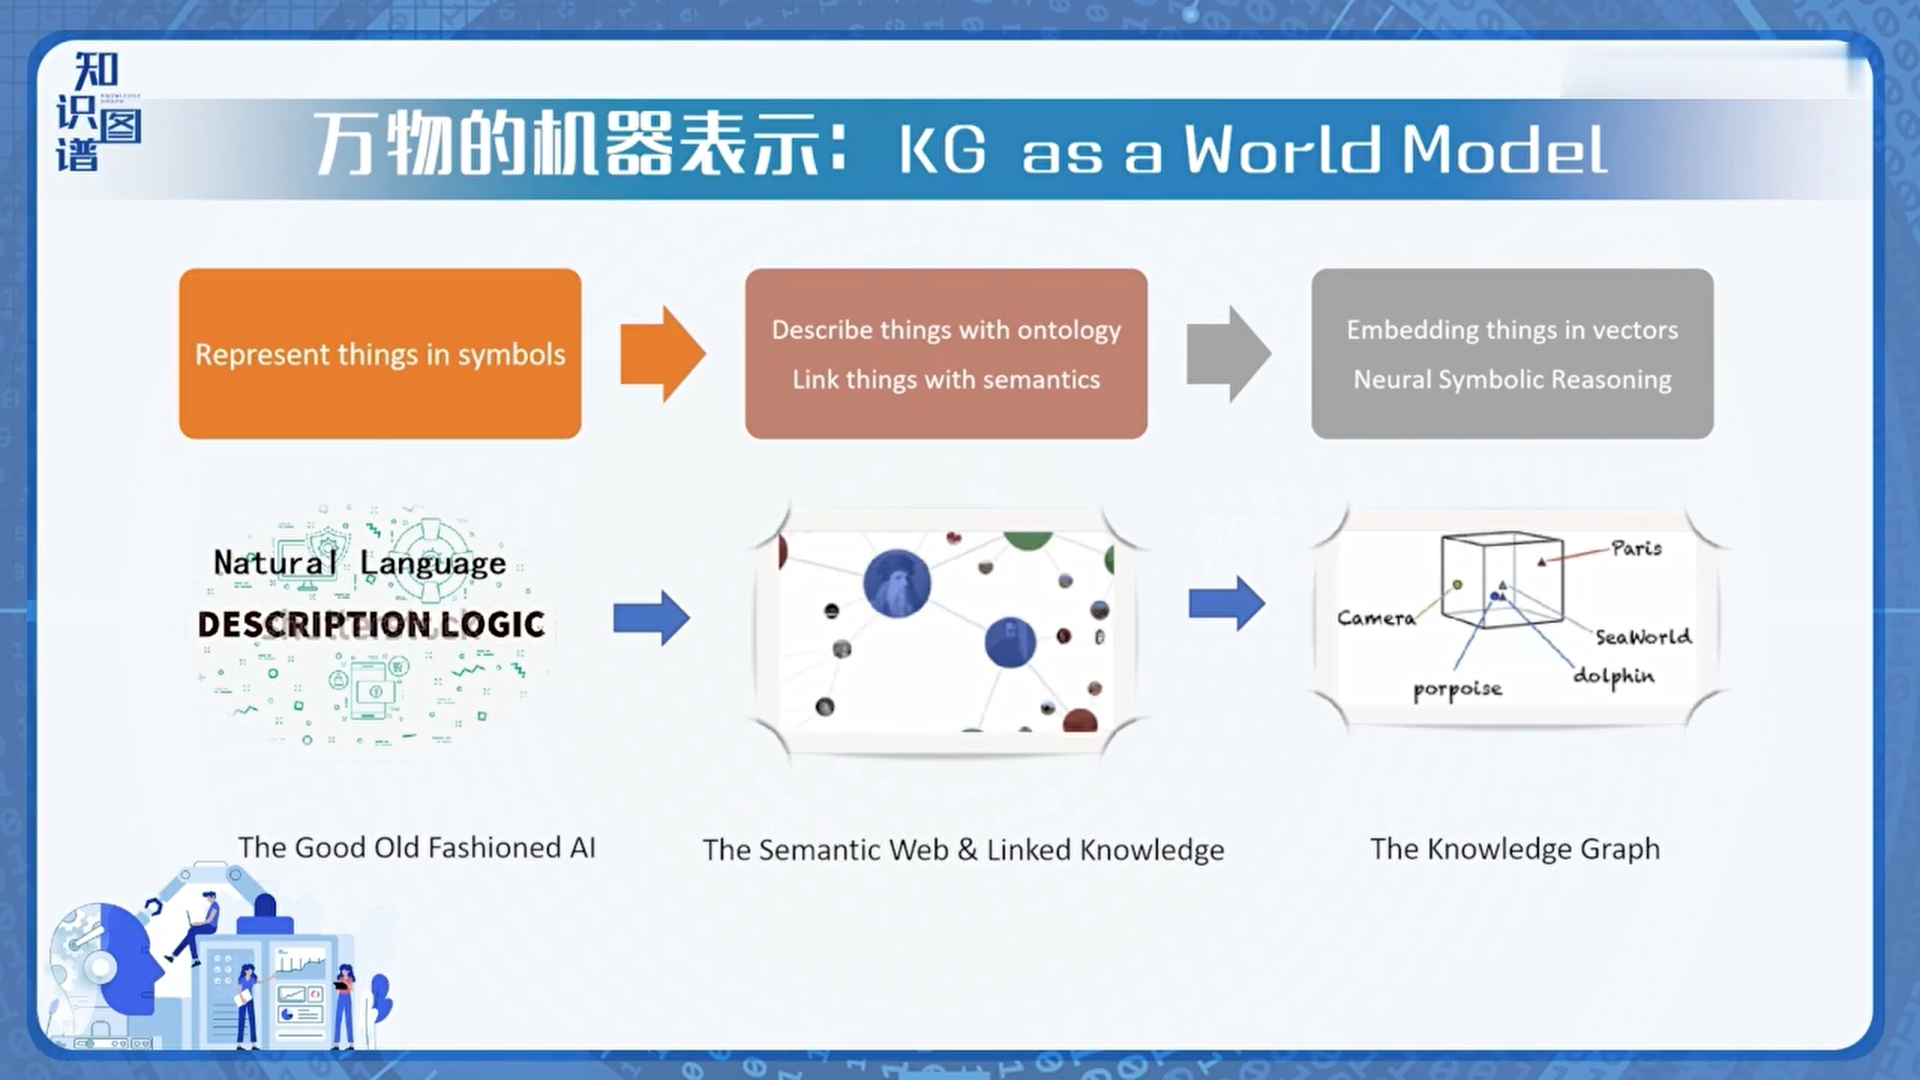 知
识图
谱
KNOWLEDGE
GRAPH
万物的机器表示：KG as a World Model
Represent things in symbols
Describe things with ontology
Link things with semantics
Embedding things in vectors
Neural Symbolic Reasoning
Natural Language
DESCRIPTION LOGIC
Paris
Camera
SeaWorld
dolphin
porpoise
The Good Old Fashioned AI
The Semantic Web & Linked Knowledge
The Knowledge Graph